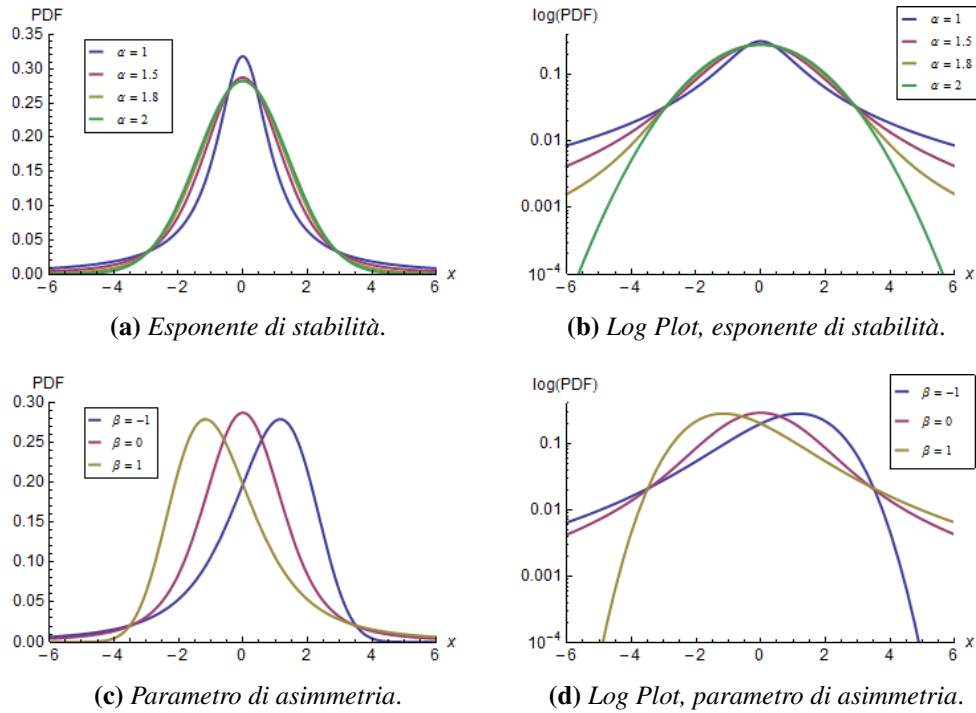 PDF
0.35
0.30
0.25
0.20
0.15
0.10
0.05
0.00
α = 1
α = 1.5
α = 1.8
α = 2
−6 −4 −2 0 2 4 6 x
(a) Esponente di stabilità.
log(PDF)
0.1
0.01
0.001
10⁻⁴
α = 1
α = 1.5
α = 1.8
α = 2
−6 −4 −2 0 2 4 6 x
(b) Log Plot, esponente di stabilità.
PDF
0.30
0.25
0.20
0.15
0.10
0.05
0.00
β = −1
β = 0
β = 1
−6 −4 −2 0 2 4 6 x
(c) Parametro di asimmetria.
log(PDF)
0.1
0.01
0.001
10⁻⁴
β = −1
β = 0
β = 1
−6 −4 −2 0 2 4 6 x
(d) Log Plot, parametro di asimmetria.